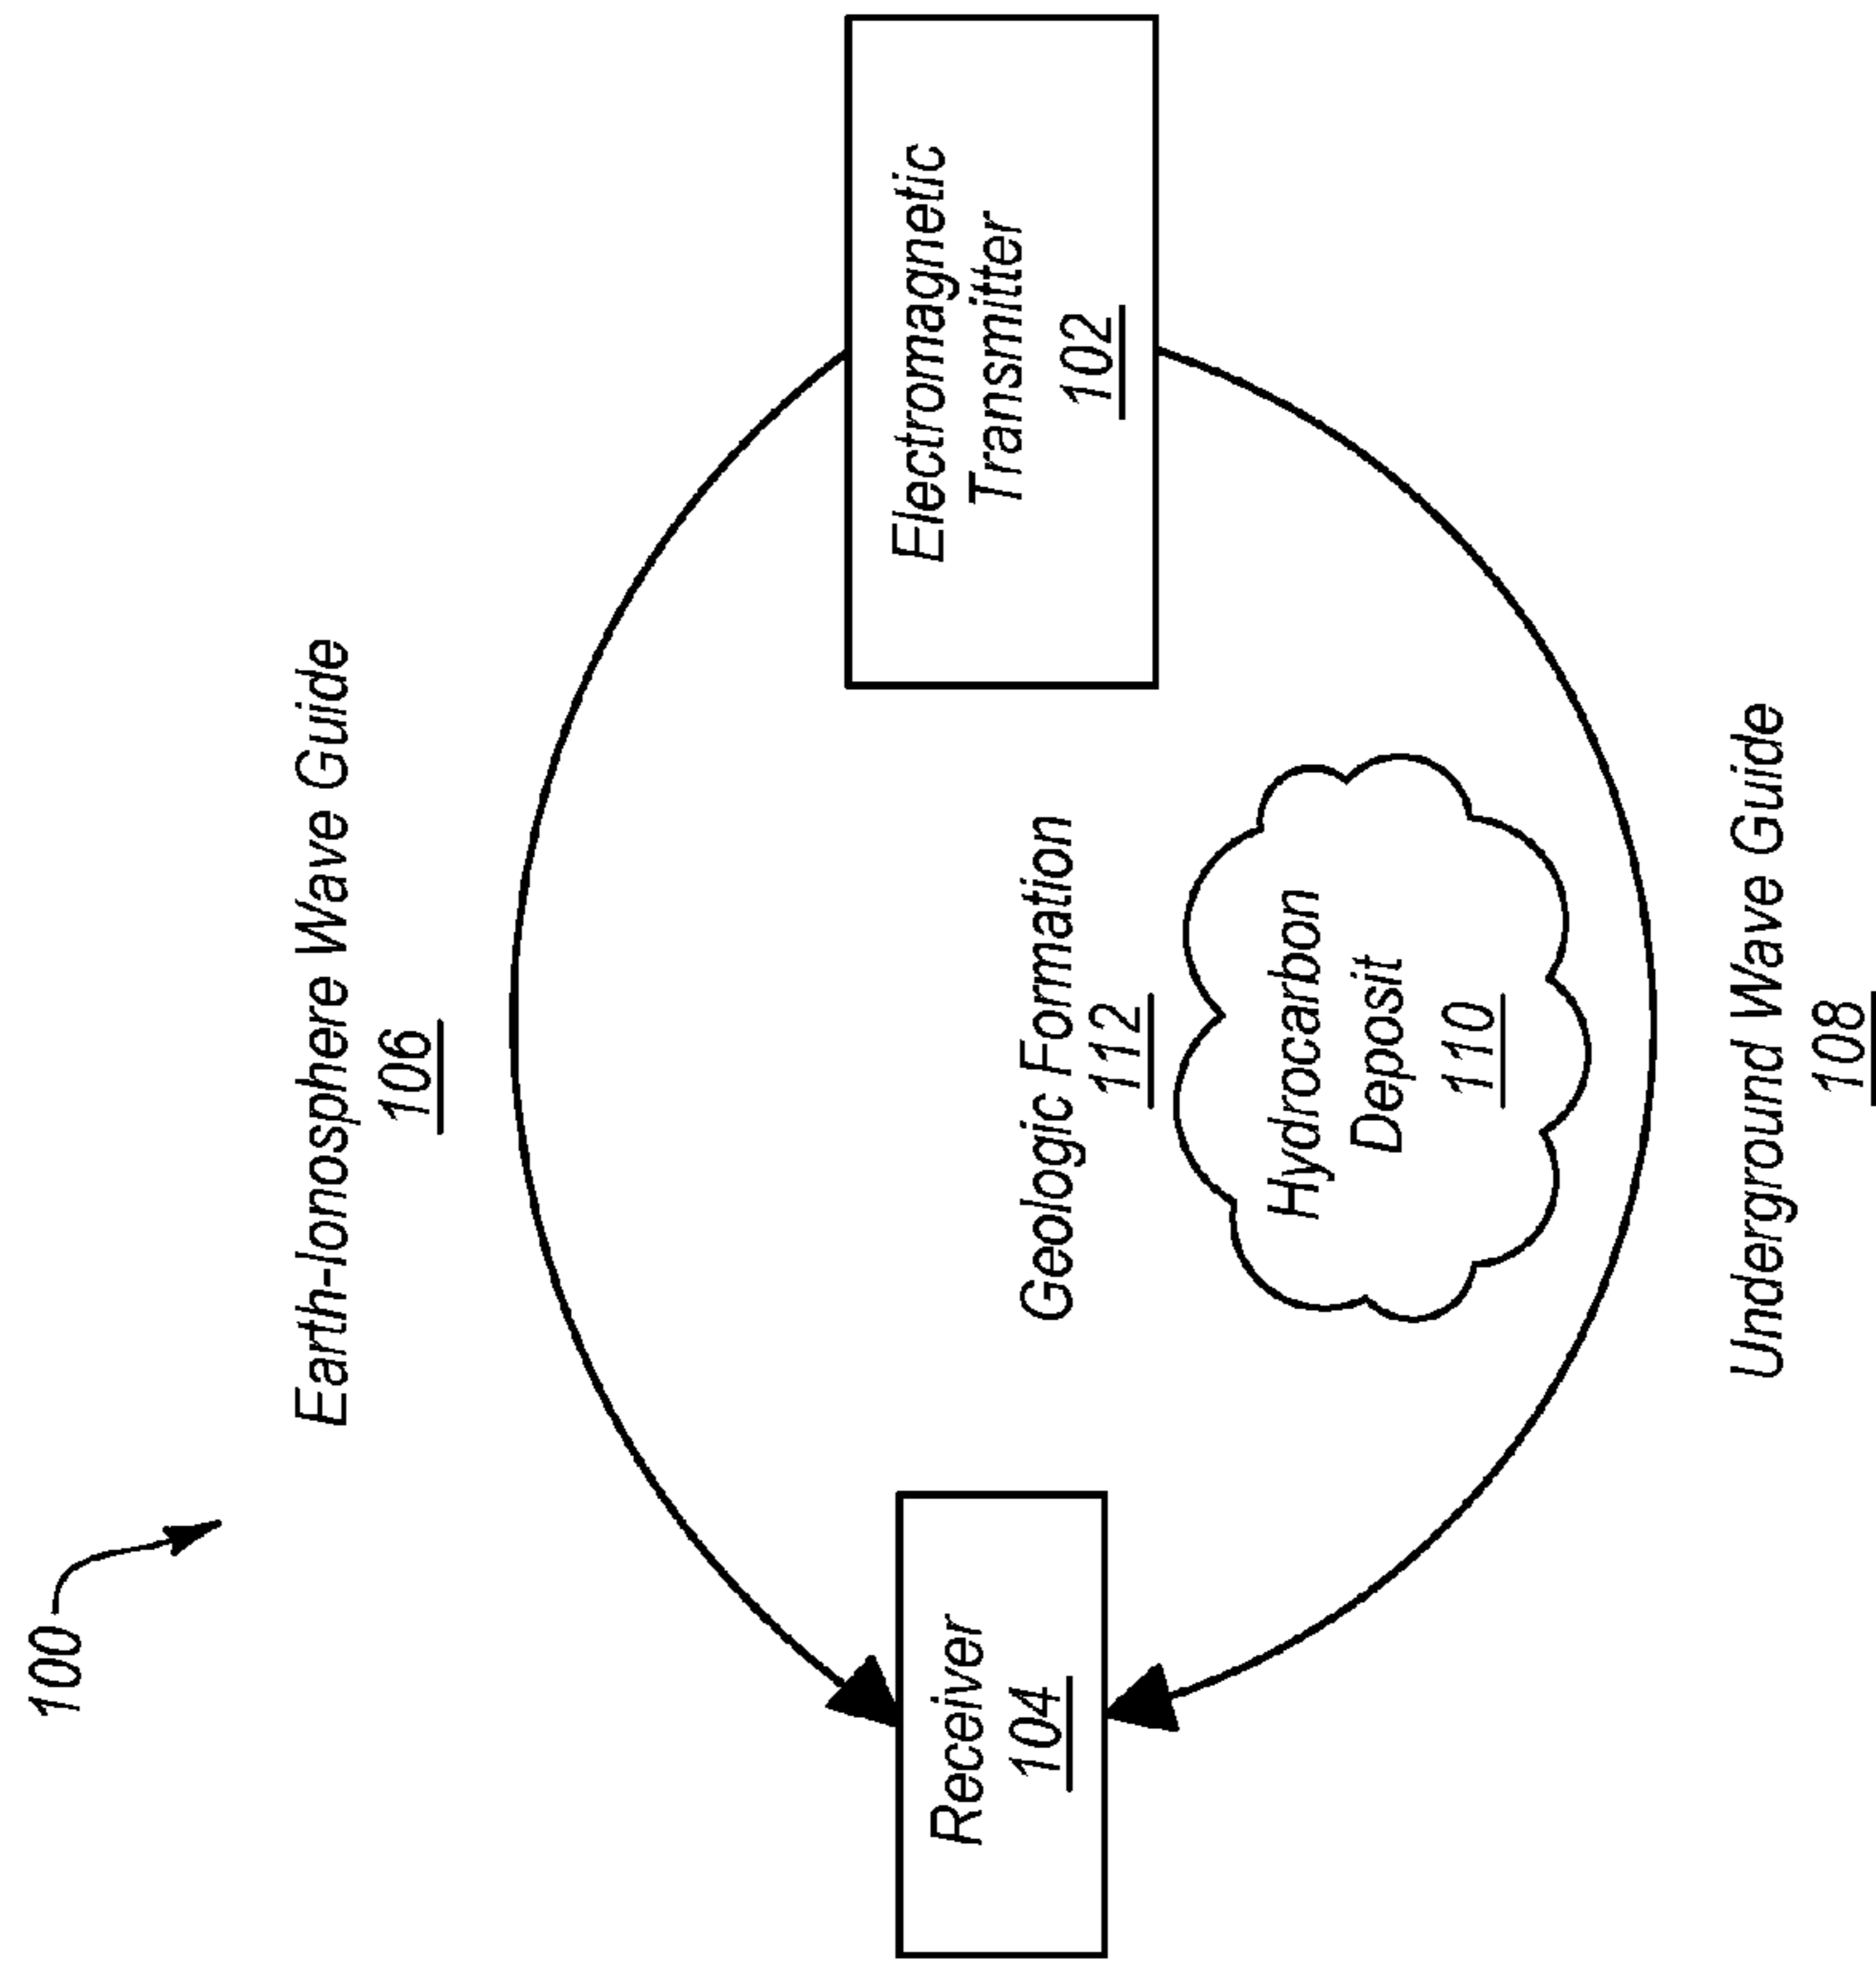 100
Earth-Ionosphere Wave Guide
106
Receiver
104
Geologic Formation
112
Hydrocarbon
Deposit
110
Electromagnetic
Transmitter
102
Underground Wave Guide
108